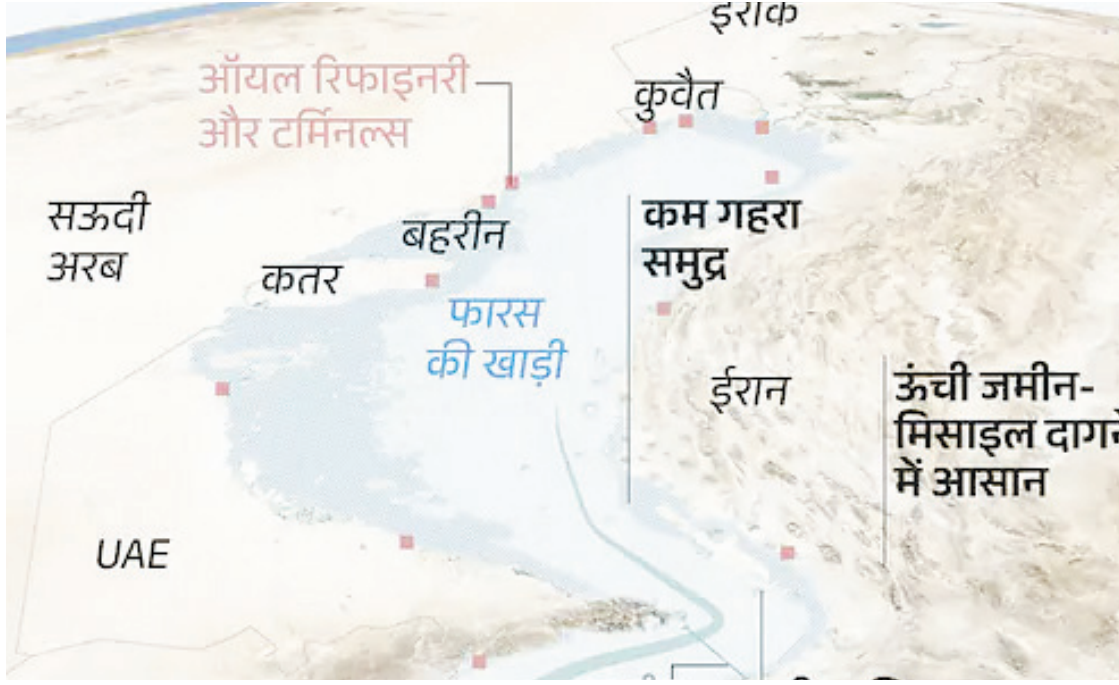 इराक
ऑयल रिफाइनरी
और टर्मिनल्स
कुवैत
सऊदी
अरब
बहरीन
कतर
कम गहरा
समुद्र
फारस
की खाड़ी
ईरान
ऊंची जमीन-
मिसाइल
में आसान
UAE